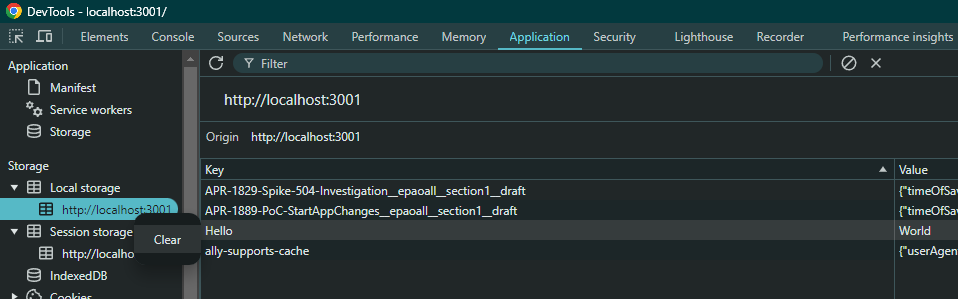 DevTools - localhost:3001/
Elements Console Sources Network Performance Memory Application Security Lighthouse Recorder Performance insights
Application
Manifest
Service workers
Storage
Storage
Local storage
http://localhost:3001
Session storage
http://localho
IndexedDB
Cookies
Clear
Filter
http://localhost:3001
Origin http://localhost:3001
Key Value
APR-1829-Spike-504-Investigation__epaoall__section1__draft {"timeOfSav
APR-1889-PoC-StartAppChanges__epaoall__section1__draft {"timeOfSav
Hello World
ally-supports-cache {"userAgent